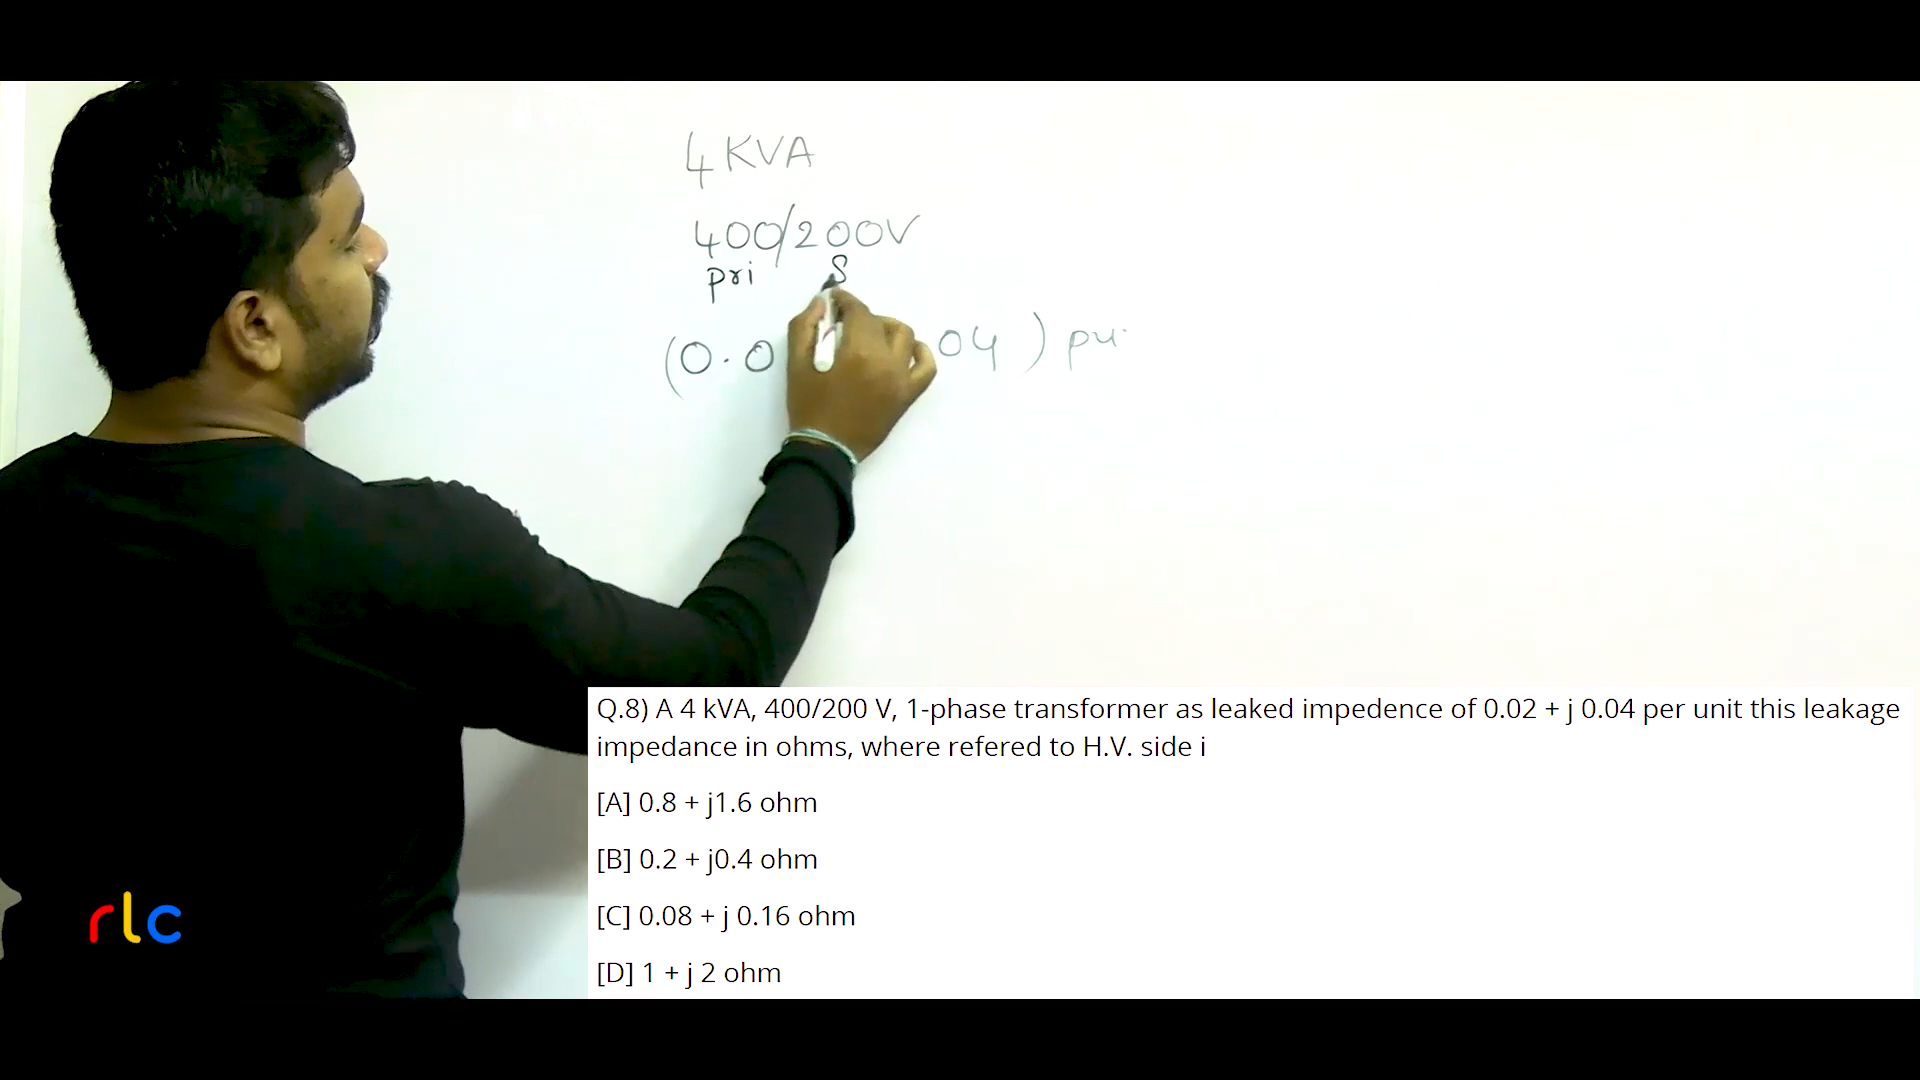 4 KVA
400/200V
pri S
(0.0 04) pu.
Q.8) A 4 kVA, 400/200 V, 1-phase transformer as leaked impedence of 0.02 + j 0.04 per unit this leakage
impedance in ohms, where refered to H.V. side i
[A] 0.8 + j1.6 ohm
[B] 0.2 + j0.4 ohm
[C] 0.08 + j 0.16 ohm
[D] 1 + j 2 ohm
rlc